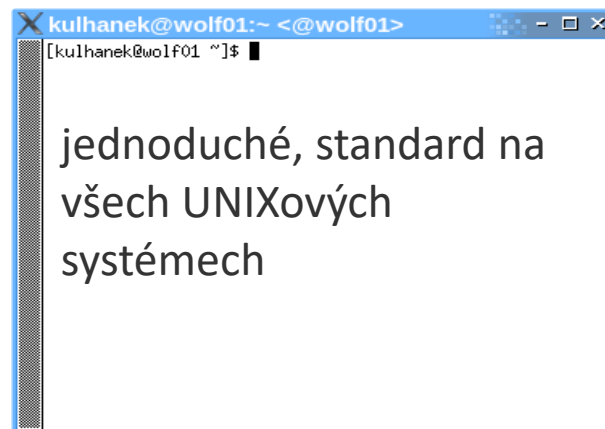 kulhanek@wolf01:~ <@wolf01>
[kulhanek@wolf01 ~]$
jednoduché, standard na
všech UNIXových
systémech